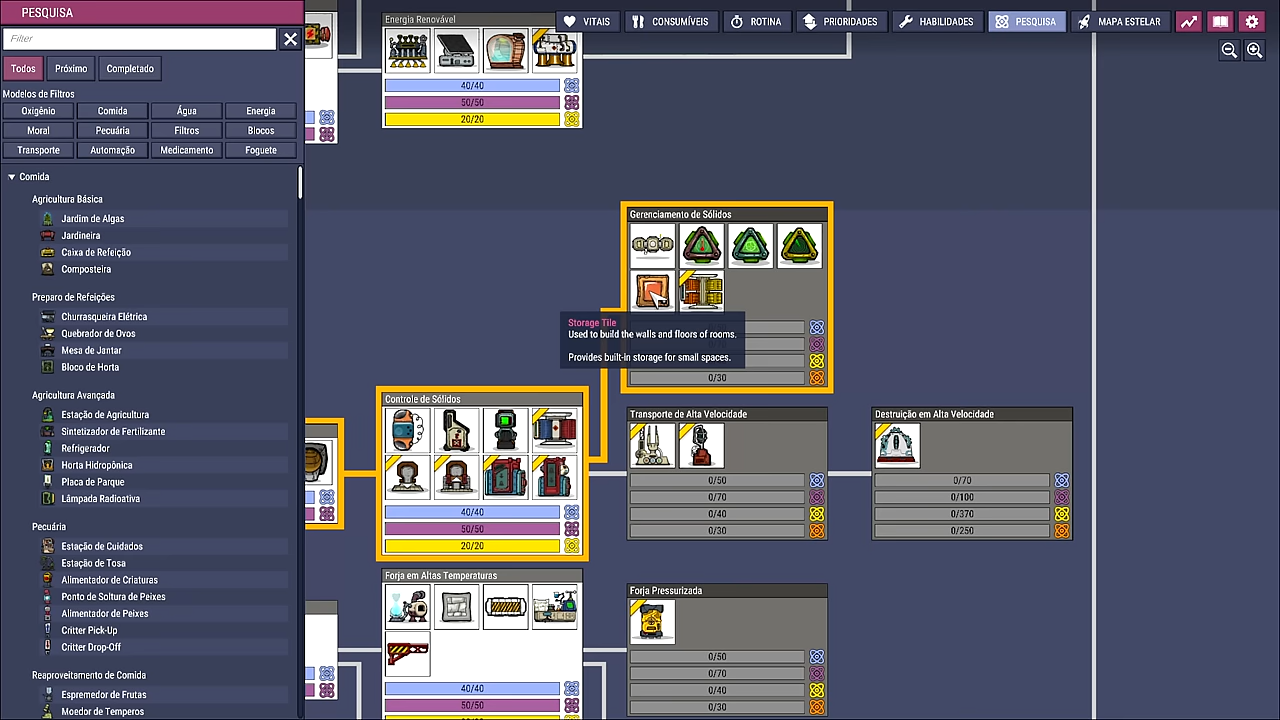 PESQUISA
Filter
Todos
Próximo
Completado
Modelos de Filtros
Oxigênio
Comida
Água
Energia
Moral
Pecuária
Filtros
Blocos
Transporte
Automação
Medicamento
Foguete
Comida
Agricultura Básica
Jardim de Algas
Jardineira
Caixa de Refeição
Composteira
Preparo de Refeições
Churrasqueira Elétrica
Quebrador de Ovos
Mesa de Jantar
Bloco de Horta
Agricultura Avançada
Estação de Agricultura
Sintetizador de Fertilizante
Refrigerador
Horta Hidropônica
Placa de Parque
Lâmpada Radioativa
Pecuária
Estação de Cuidados
Estação de Tosa
Alimentador de Criaturas
Ponto de Soltura de Peixes
Alimentador de Peixes
Critter Pick-Up
Critter Drop-Off
Reaproveitamento de Comida
Espremedor de Frutas
Moedor de Temperos
VITAIS
CONSUMÍVEIS
ROTINA
PRIORIDADES
HABILIDADES
PESQUISA
MAPA ESTELAR
Energia Renovável
40/40
50/50
20/20
Gerenciamento de Sólidos
Storage Tile
Used to build the walls and floors of rooms.
Provides built-in storage for small spaces.
0/30
Controle de Sólidos
40/40
50/50
20/20
Transporte de Alta Velocidade
0/50
0/70
0/40
0/30
Destruição em Alta Velocidade
0/70
0/100
0/370
0/250
Forja em Altas Temperaturas
40/40
50/50
Forja Pressurizada
0/50
0/70
0/40
0/30